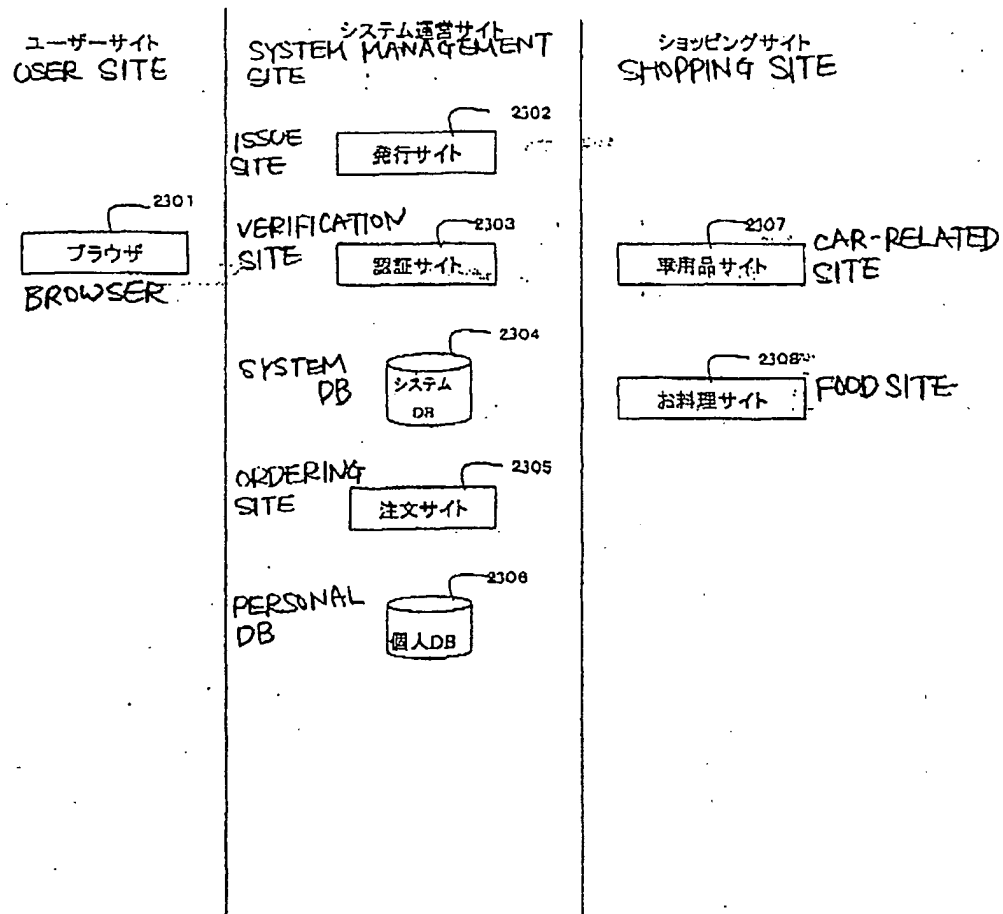 ユーザーサイト
USER SITE
システム運営サイト
SYSTEM MANAGEMENT
SITE
ショッピングサイト
SHOPPING SITE
ISSUE
SITE
2302
発行サイト
2301
ブラウザ
BROWSER
VERIFICATION
SITE
2303
認証サイト
2307
車用品サイト
CAR-RELATED
SITE
SYSTEM
DB
2304
システム
DB
2308
お料理サイト
FOOD SITE
ORDERING
SITE
2305
注文サイト
PERSONAL
DB
2306
個人DB